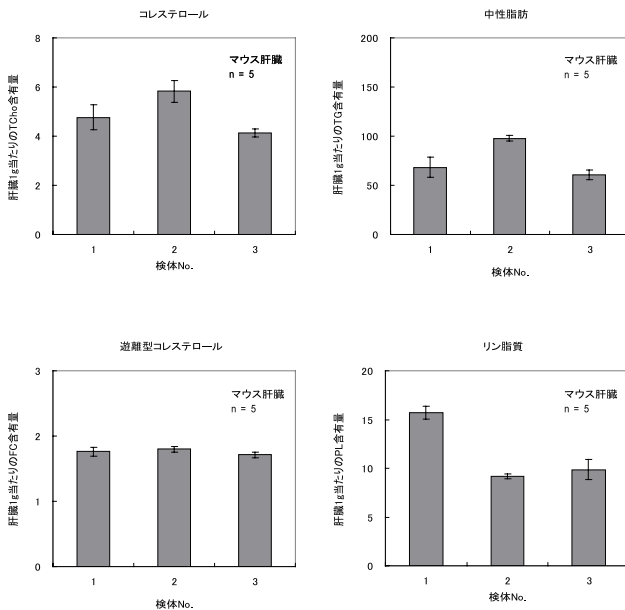 コレステロール
肝臓1g当たりのTCho含有量
8
6
4
2
0
マウス肝臓
n = 5
1 2 3
検体No.
中性脂肪
肝臓1g当たりのTG含有量
200
150
100
50
0
マウス肝臓
n = 5
1 2 3
検体No.
遊離型コレステロール
肝臓1g当たりのFC含有量
3
2
1
0
マウス肝臓
n = 5
1 2 3
検体No.
リン脂質
肝臓1g当たりのPL含有量
20
15
10
5
0
マウス肝臓
n = 5
1 2 3
検体No.